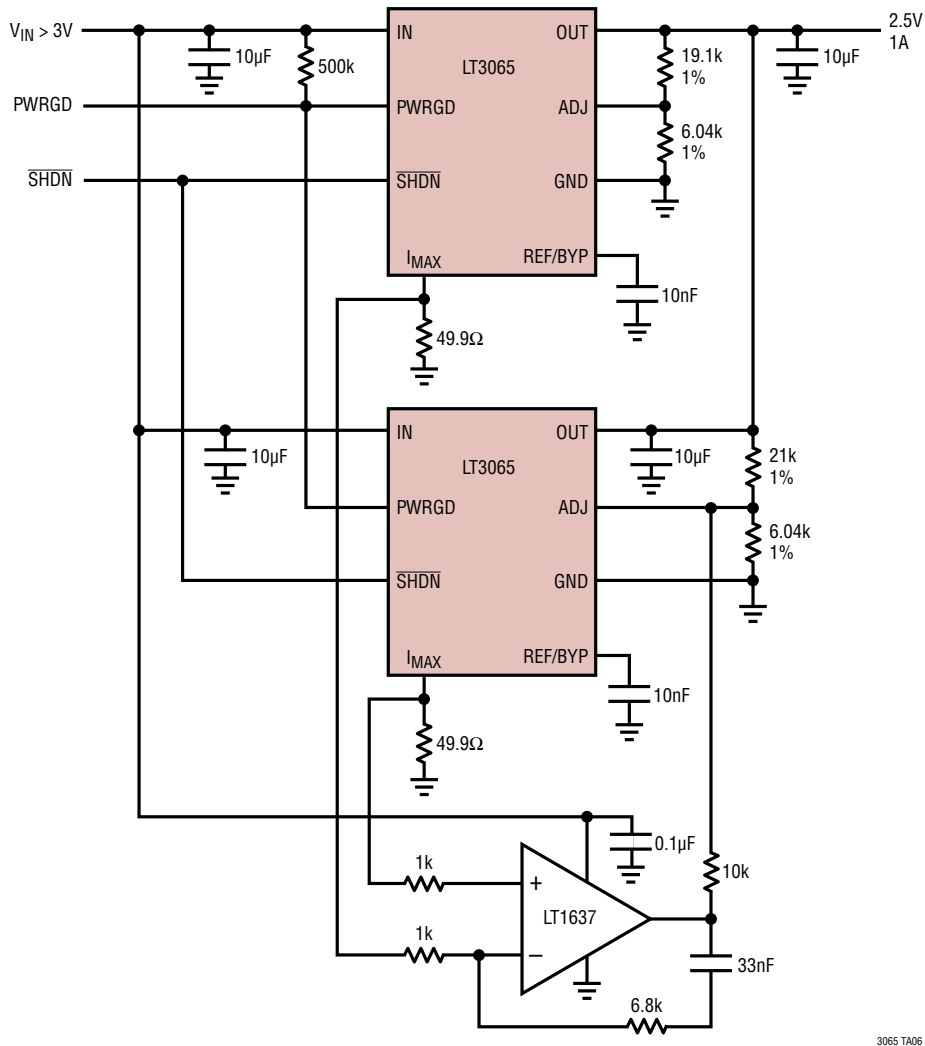 VIN > 3V
10µF
500k
IN
OUT
LT3065
19.1k
1%
10µF
2.5V
1A
PWRGD
PWRGD
ADJ
6.04k
1%
SHDN
SHDN
GND
IMAX
REF/BYP
10nF
49.9Ω
IN
OUT
10µF
LT3065
10µF
21k
1%
PWRGD
ADJ
6.04k
1%
SHDN
GND
IMAX
REF/BYP
10nF
49.9Ω
0.1µF
1k
+
10k
LT1637
1k
–
33nF
6.8k
3065 TA06